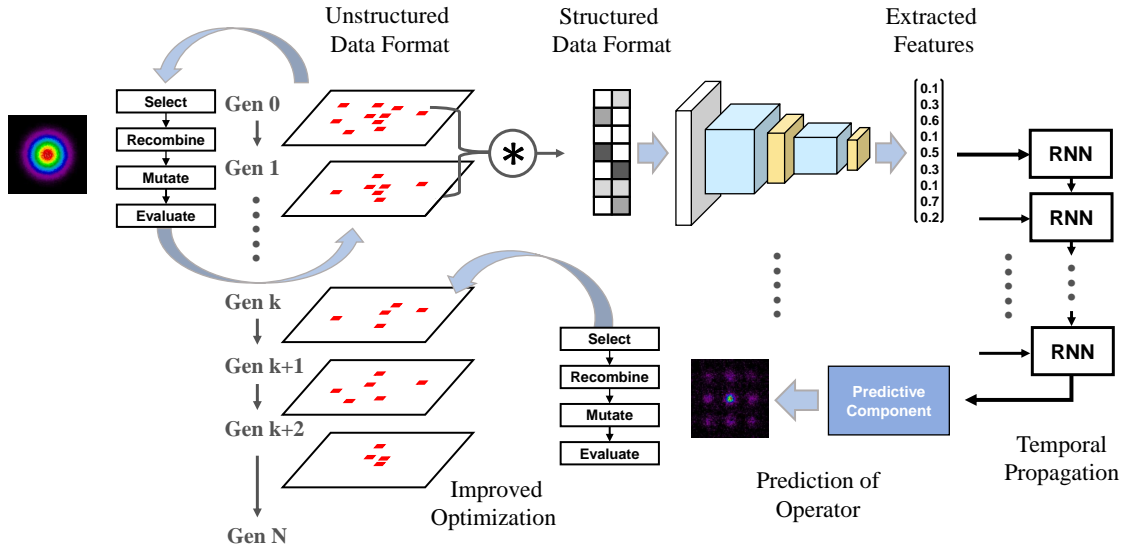 Unstructured
Data Format
Structured
Data Format
Extracted
Features
Select
Recombine
Mutate
Evaluate
Gen 0
Gen 1
*
0.1
0.3
0.6
0.1
0.5
0.3
0.1
0.7
0.2
RNN
RNN
RNN
Gen k
Gen k+1
Gen k+2
Gen N
Select
Recombine
Mutate
Evaluate
Predictive
Component
Improved
Optimization
Prediction of
Operator
Temporal
Propagation